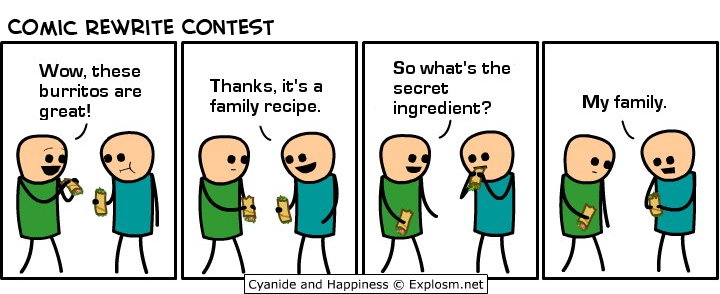 COMIC REWRITE CONTEST
Wow, these
burritos are
great!
Thanks, it's a
family recipe.
So what's the
secret
ingredient?
My family.
Cyanide and Happiness © Explosm.net